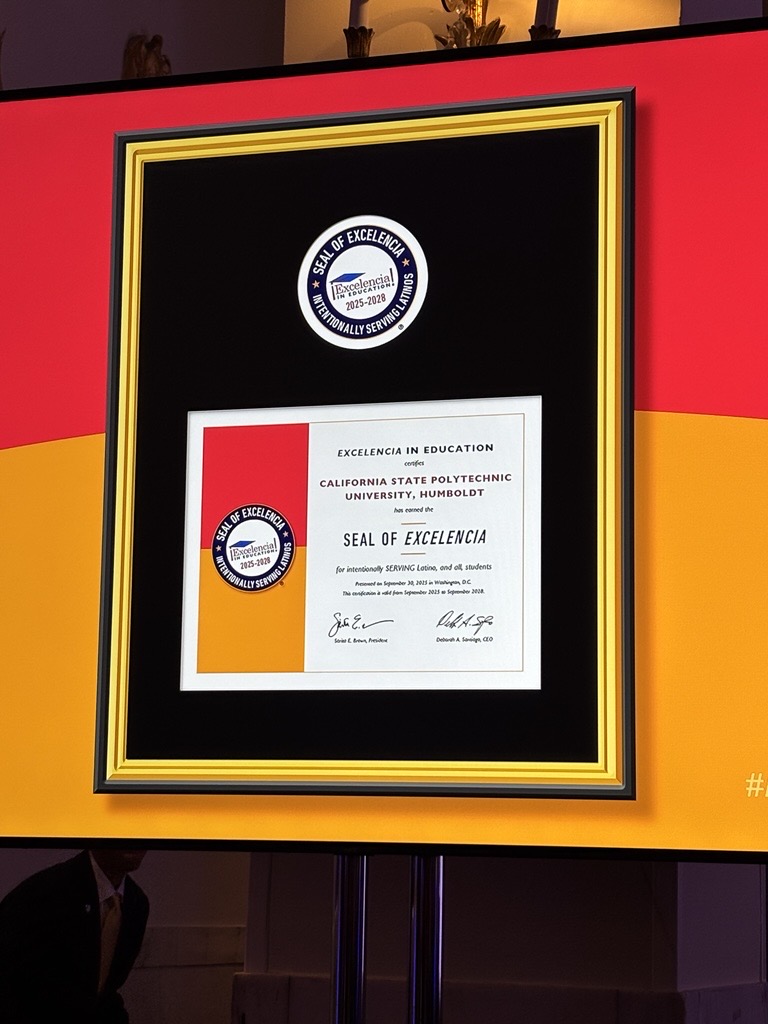 SEAL OF EXCELENCIA
¡Excelencia!
IN EDUCATION®
2025-2028
INTENTIONALLY SERVING LATINOS
®
EXCELENCIA IN EDUCATION
certifies
CALIFORNIA STATE POLYTECHNIC
UNIVERSITY, HUMBOLDT
has earned the
SEAL OF EXCELENCIA
for intentionally SERVING Latino, and all, students
Presented on September 30, 2025 in Washington, D.C.
This certification is valid from September 2025 to September 2028.
Sarita E. Brown, President
Deborah A. Santiago, CEO
SEAL OF EXCELENCIA
¡Excelencia!
IN EDUCATION®
2025-2028
INTENTIONALLY SERVING LATINOS
#